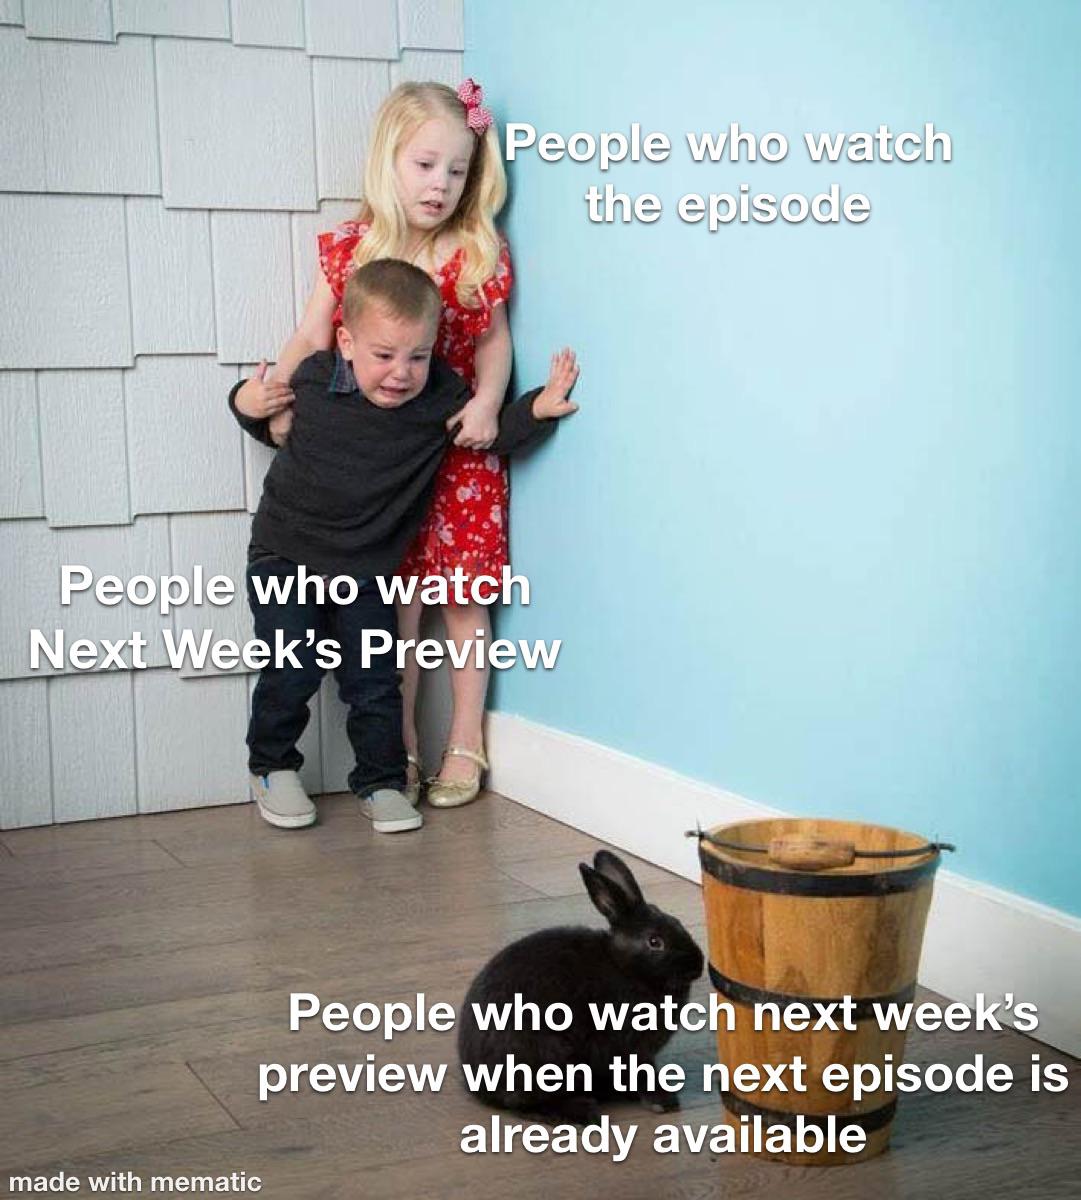 People who watch
the episode
People who watch
Next Week's Preview
People who watch next week's
preview when the next episode is
already available
made with mematic